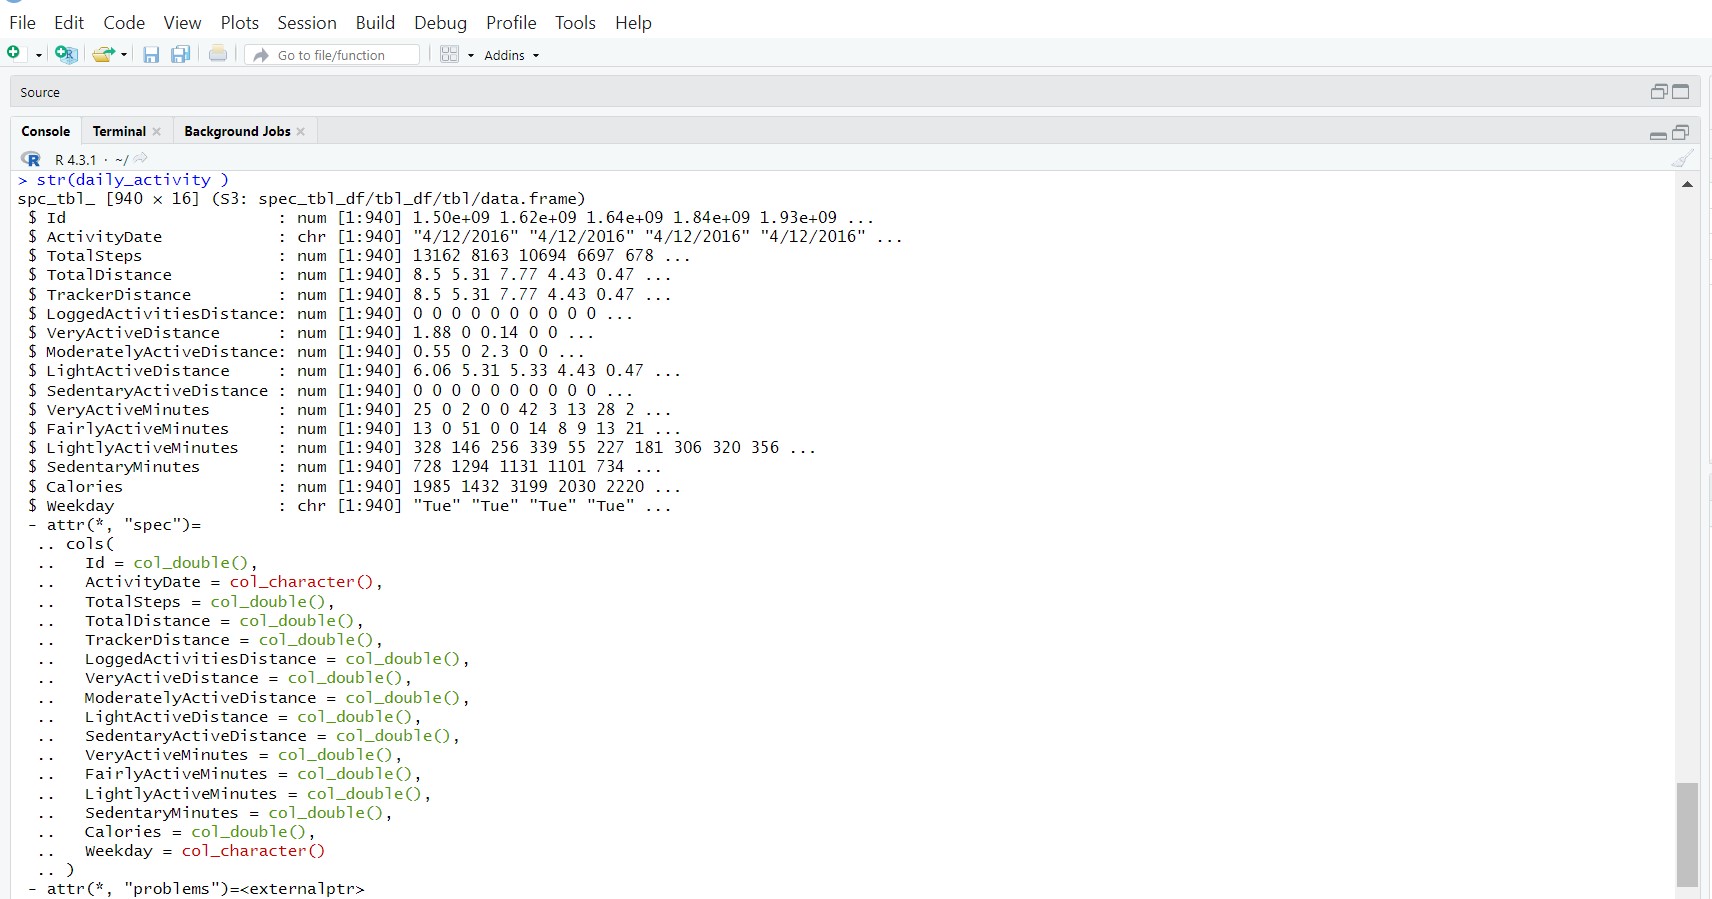 File Edit Code View Plots Session Build Debug Profile Tools Help
Go to file/function Addins
Source
Console Terminal Background Jobs
R R 4.3.1 · ~/
> str(daily_activity )
spc_tbl_ [940 × 16] (S3: spec_tbl_df/tbl_df/tbl/data.frame)
$ Id : num [1:940] 1.50e+09 1.62e+09 1.64e+09 1.84e+09 1.93e+09 ...
$ ActivityDate : chr [1:940] "4/12/2016" "4/12/2016" "4/12/2016" "4/12/2016" ...
$ TotalSteps : num [1:940] 13162 8163 10694 6697 678 ...
$ TotalDistance : num [1:940] 8.5 5.31 7.77 4.43 0.47 ...
$ TrackerDistance : num [1:940] 8.5 5.31 7.77 4.43 0.47 ...
$ LoggedActivitiesDistance: num [1:940] 0 0 0 0 0 0 0 0 0 0 ...
$ VeryActiveDistance : num [1:940] 1.88 0 0.14 0 0 ...
$ ModeratelyActiveDistance: num [1:940] 0.55 0 2.3 0 0 ...
$ LightActiveDistance : num [1:940] 6.06 5.31 5.33 4.43 0.47 ...
$ SedentaryActiveDistance : num [1:940] 0 0 0 0 0 0 0 0 0 0 ...
$ VeryActiveMinutes : num [1:940] 25 0 2 0 0 42 3 13 28 2 ...
$ FairlyActiveMinutes : num [1:940] 13 0 51 0 0 14 8 9 13 21 ...
$ LightlyActiveMinutes : num [1:940] 328 146 256 339 55 227 181 306 320 356 ...
$ SedentaryMinutes : num [1:940] 728 1294 1131 1101 734 ...
$ Calories : num [1:940] 1985 1432 3199 2030 2220 ...
$ Weekday : chr [1:940] "Tue" "Tue" "Tue" "Tue" ...
- attr(*, "spec")=
.. cols(
.. Id = col_double(),
.. ActivityDate = col_character(),
.. TotalSteps = col_double(),
.. TotalDistance = col_double(),
.. TrackerDistance = col_double(),
.. LoggedActivitiesDistance = col_double(),
.. VeryActiveDistance = col_double(),
.. ModeratelyActiveDistance = col_double(),
.. LightActiveDistance = col_double(),
.. SedentaryActiveDistance = col_double(),
.. VeryActiveMinutes = col_double(),
.. FairlyActiveMinutes = col_double(),
.. LightlyActiveMinutes = col_double(),
.. SedentaryMinutes = col_double(),
.. Calories = col_double(),
.. Weekday = col_character()
.. )
- attr(*, "problems")=<externalptr>